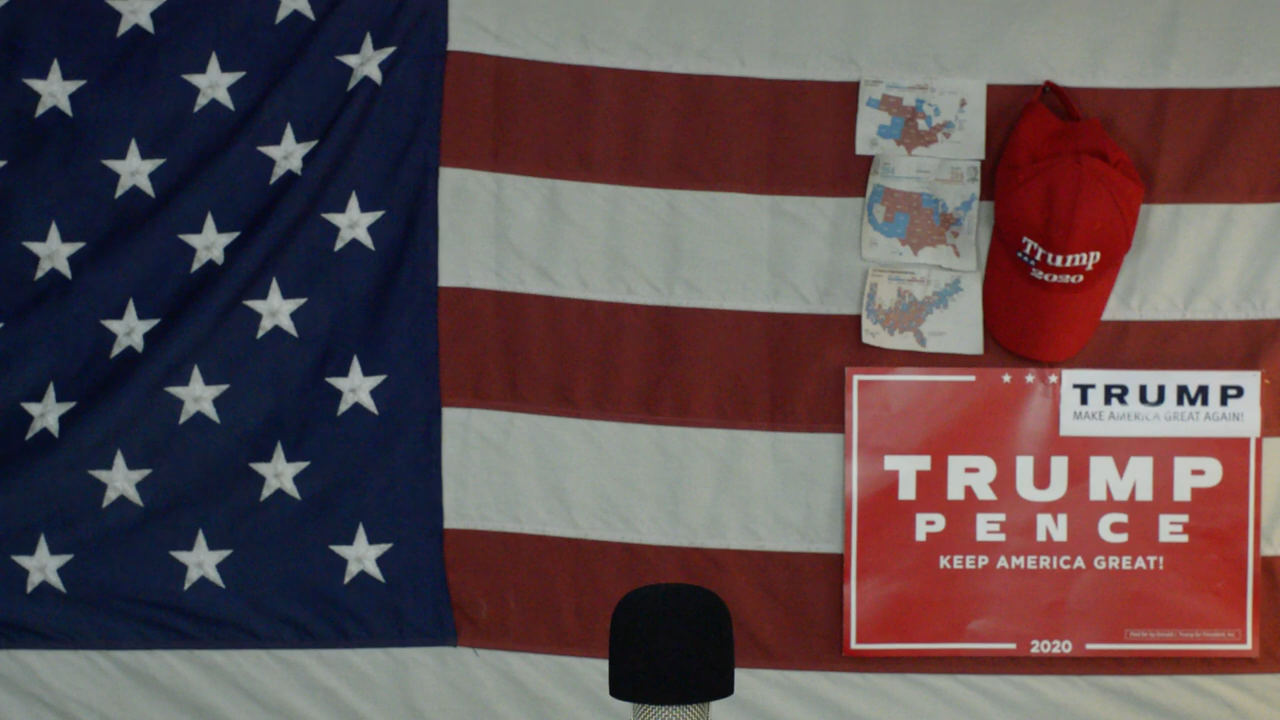 Trump
2020
TRUMP
MAKE AMERICA GREAT AGAIN!
TRUMP
PENCE
KEEP AMERICA GREAT!
2020